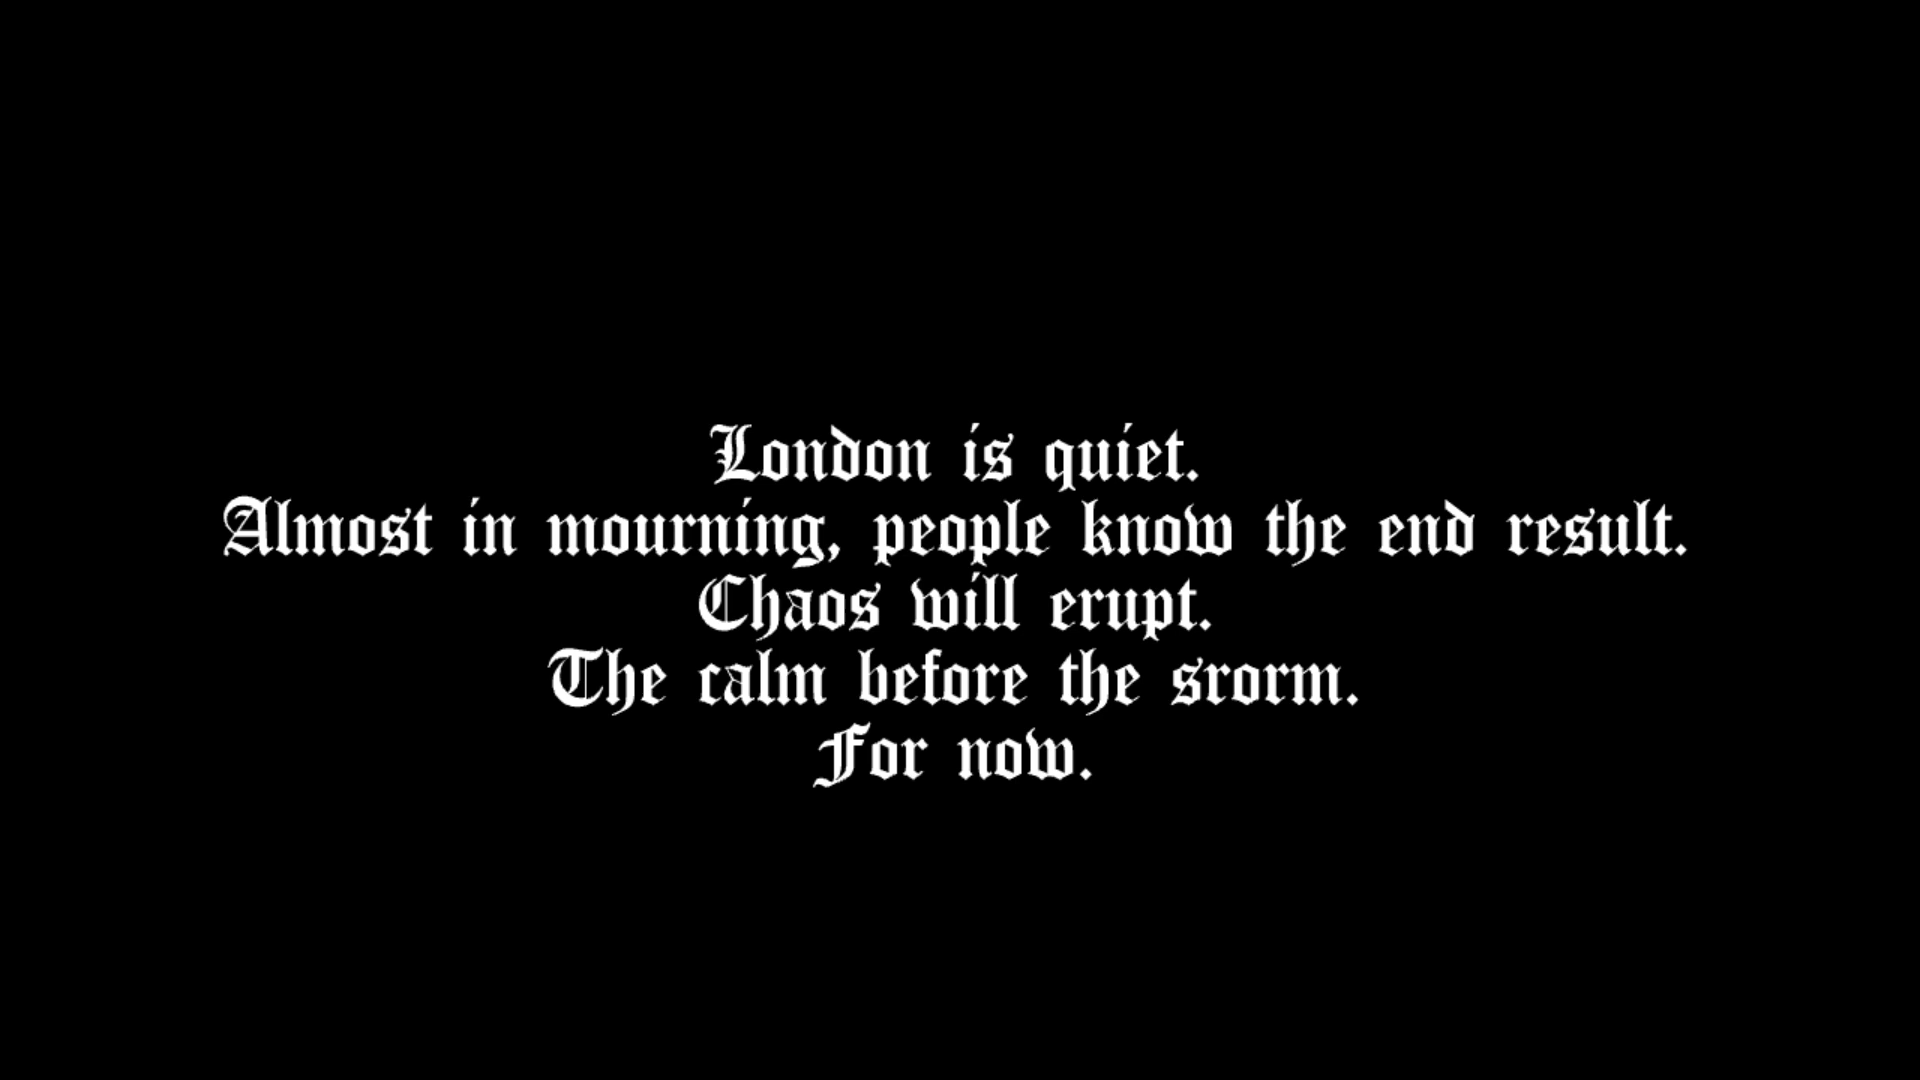 London is quiet.
Almost in mourning, people know the end result.
Chaos will erupt.
The calm before the srorm.
For now.